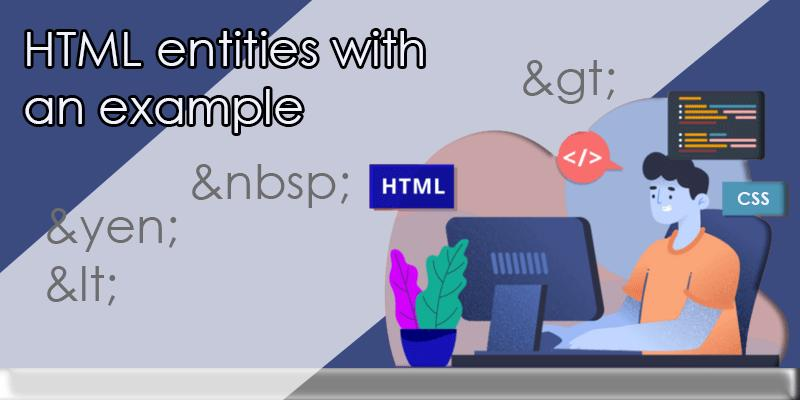 HTML entities with
an example
&gt;
</>
&nbsp;
HTML
CSS
&yen;
&lt;